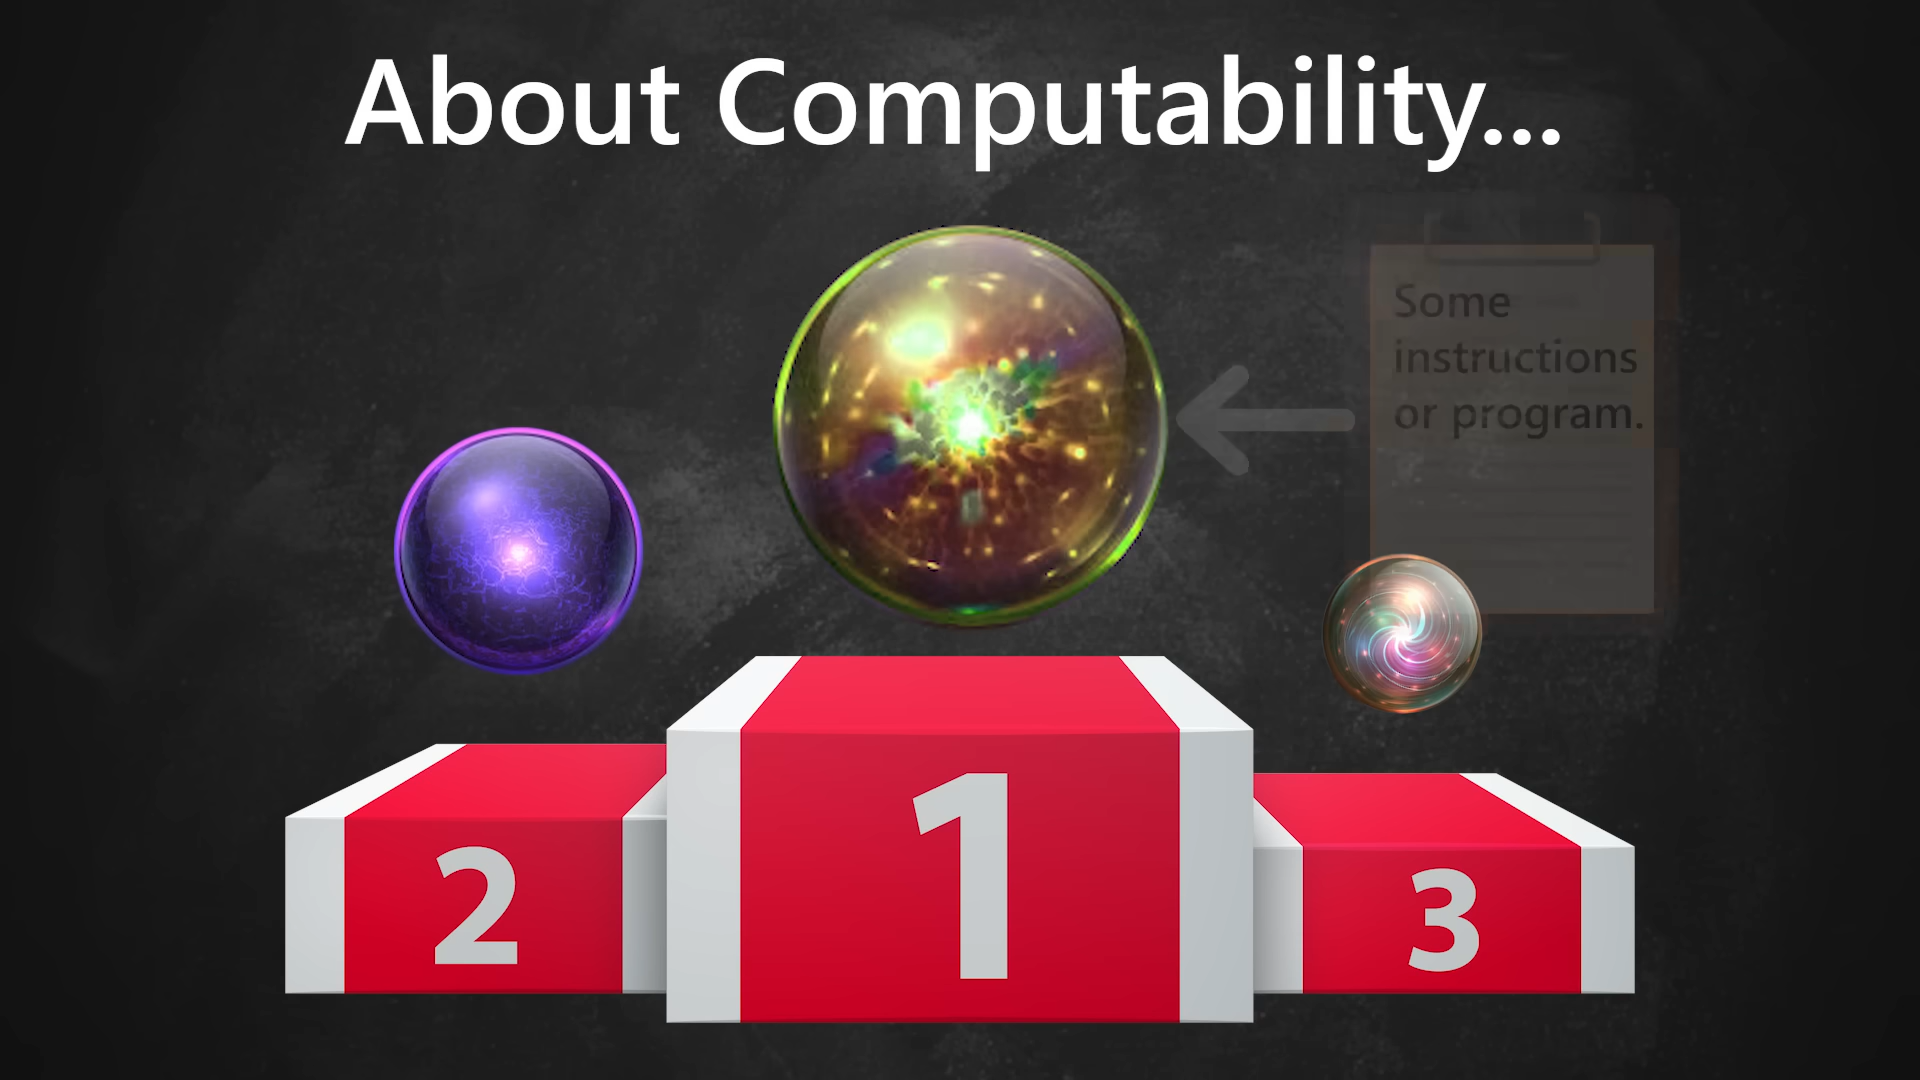 About Computability...
Some
instructions
or program.
2
1
3